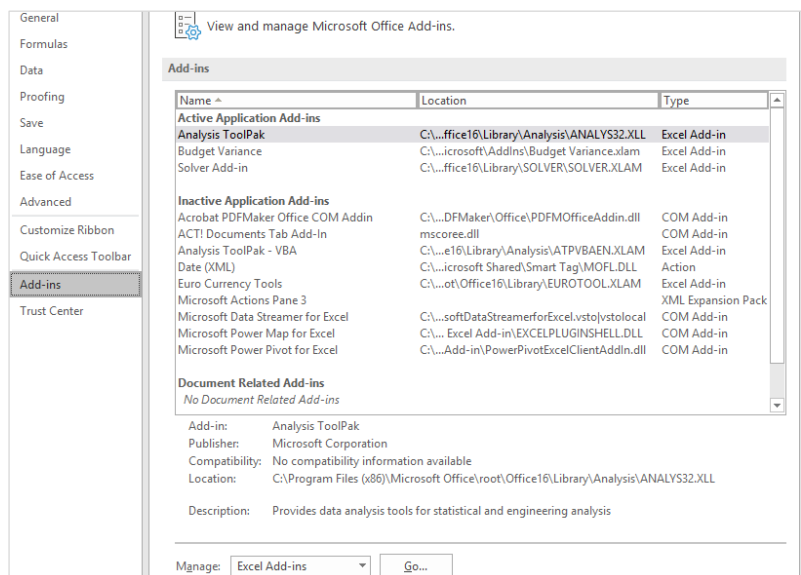 General
Formulas
Data
Proofing
Save
Language
Ease of Access
Advanced
Customize Ribbon
Quick Access Toolbar
Add-ins
Trust Center
View and manage Microsoft Office Add-ins.
Add-ins
Name Location Type
Active Application Add-ins
Analysis ToolPak C:\...ffice16\Library\Analysis\ANALYS32.XLL Excel Add-in
Budget Variance C:\...icrosoft\AddIns\Budget Variance.xlam Excel Add-in
Solver Add-in C:\...ffice16\Library\SOLVER\SOLVER.XLAM Excel Add-in
Inactive Application Add-ins
Acrobat PDFMaker Office COM Addin C:\...DFMaker\Office\PDFMOfficeAddin.dll COM Add-in
ACT! Documents Tab Add-In mscoree.dll COM Add-in
Analysis ToolPak - VBA C:\...e16\Library\Analysis\ATPVBAEN.XLAM Excel Add-in
Date (XML) C:\...icrosoft Shared\Smart Tag\MOFL.DLL Action
Euro Currency Tools C:\...ot\Office16\Library\EUROTOOL.XLAM Excel Add-in
Microsoft Actions Pane 3 XML Expansion Pack
Microsoft Data Streamer for Excel C:\...softDataStreamerforExcel.vsto|vstolocal COM Add-in
Microsoft Power Map for Excel C:\... Excel Add-in\EXCELPLUGINSHELL.DLL COM Add-in
Microsoft Power Pivot for Excel C:\...Add-in\PowerPivotExcelClientAddIn.dll COM Add-in
Document Related Add-ins
No Document Related Add-ins
Add-in: Analysis ToolPak
Publisher: Microsoft Corporation
Compatibility: No compatibility information available
Location: C:\Program Files (x86)\Microsoft Office\root\Office16\Library\Analysis\ANALYS32.XLL
Description: Provides data analysis tools for statistical and engineering analysis
Manage: Excel Add-ins Go...